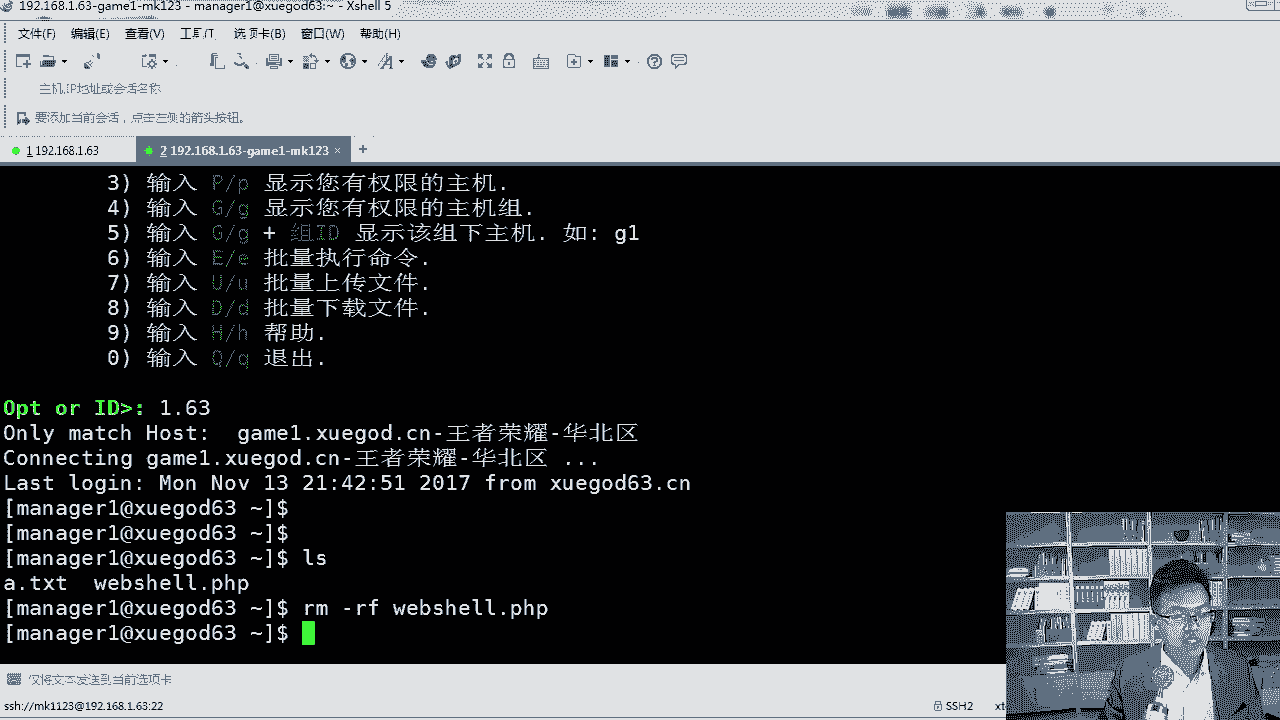 192.168.1.63-game1-mk123 - manager1@xuegod63:~ - Xshell 5
文件(F) 编辑(E) 查看(V) 工具(T) 选项卡(B) 窗口(W) 帮助(H)
主机,IP地址或会话名称
要添加当前会话，点击左侧的箭头按钮。
1 192.168.1.63 2 192.168.1.63-game1-mk123 × +
3) 输入 P/p 显示您有权限的主机.
4) 输入 G/g 显示您有权限的主机组.
5) 输入 G/g + 组ID 显示该组下主机. 如: g1
6) 输入 E/e 批量执行命令.
7) 输入 U/u 批量上传文件.
8) 输入 D/d 批量下载文件.
9) 输入 H/h 帮助.
0) 输入 Q/q 退出.
Opt or ID>: 1.63
Only match Host:  game1.xuegod.cn-王者荣耀-华北区
Connecting game1.xuegod.cn-王者荣耀-华北区 ...
Last login: Mon Nov 13 21:42:51 2017 from xuegod63.cn
[manager1@xuegod63 ~]$
[manager1@xuegod63 ~]$
[manager1@xuegod63 ~]$ ls
a.txt  webshell.php
[manager1@xuegod63 ~]$ rm -rf webshell.php
[manager1@xuegod63 ~]$
仅将文本发送到当前选项卡
ssh://mk1123@192.168.1.63:22 SSH2